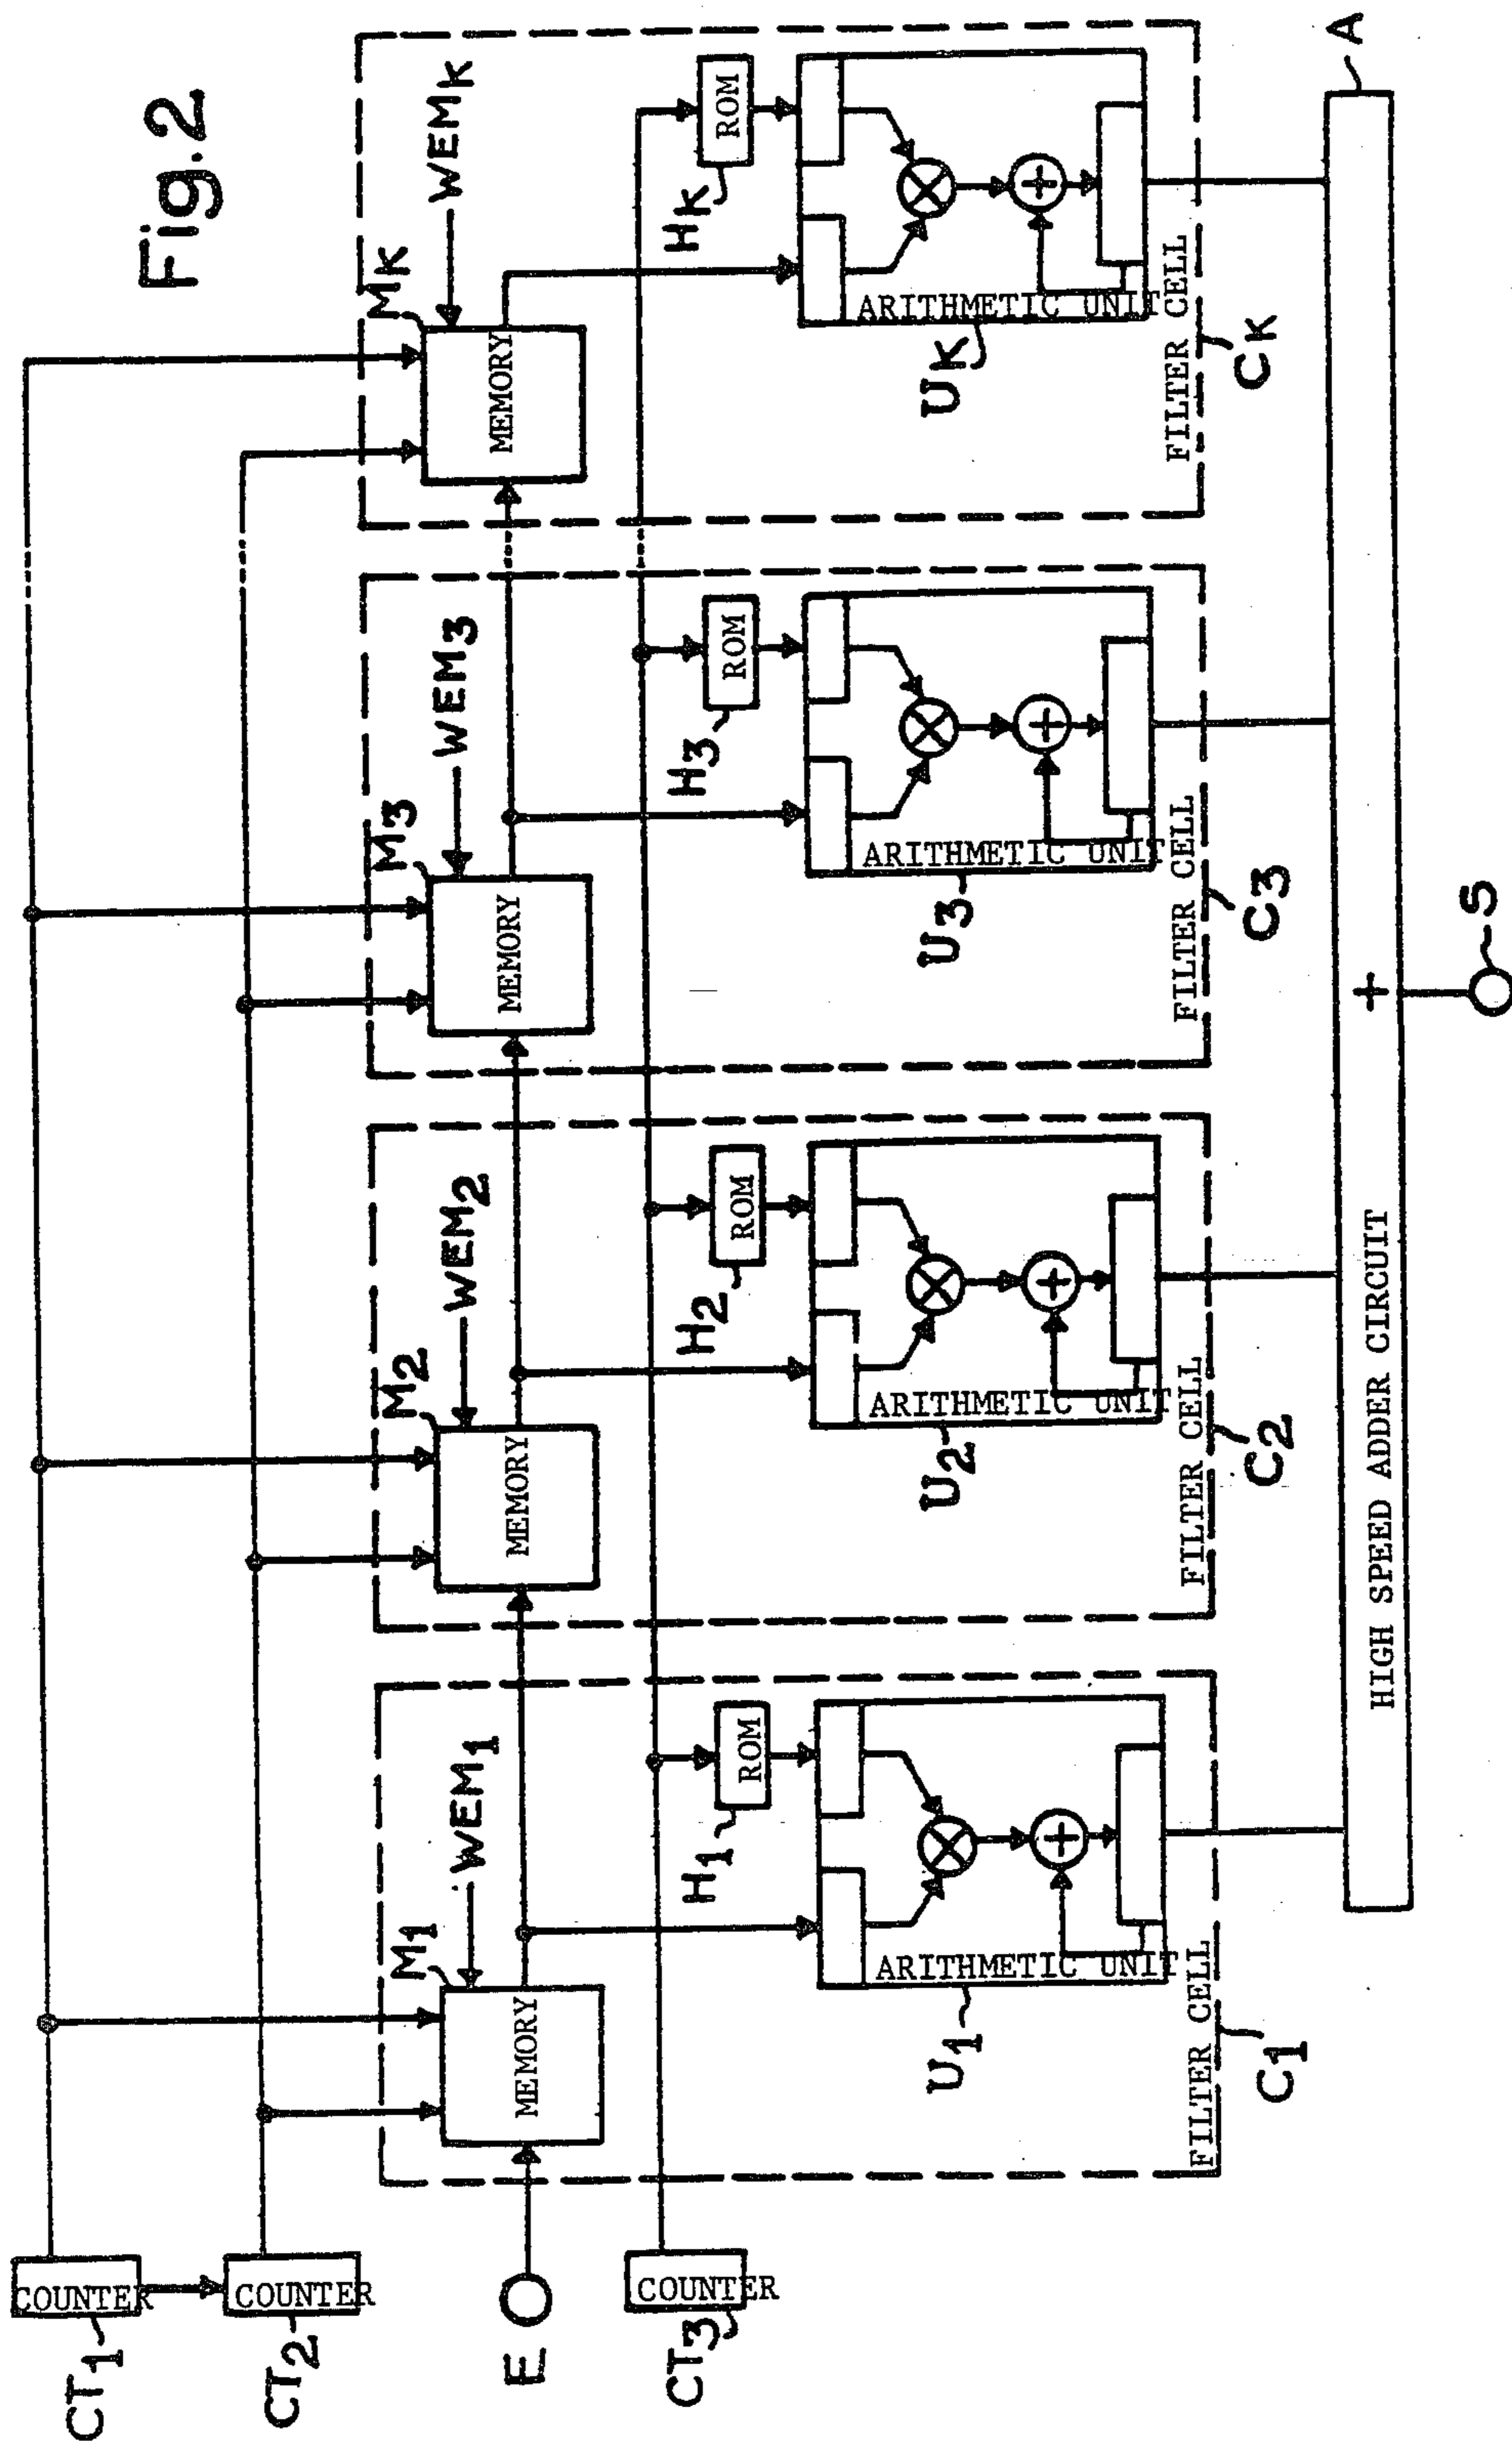 Fig.2
CT1
COUNTER
CT2
COUNTER
E
CT3
COUNTER
M1
WEM1
MEMORY
H1
ROM
ARITHMETIC UNIT
U1
FILTER CELL
C1
M2
WEM2
MEMORY
H2
ROM
ARITHMETIC UNIT
U2
FILTER CELL
C2
M3
WEM3
MEMORY
H3
ROM
ARITHMETIC UNIT
U3
FILTER CELL
C3
MK
WEMK
MEMORY
HK
ROM
ARITHMETIC UNIT
UK
FILTER CELL
CK
HIGH SPEED ADDER CIRCUIT
+
A
S